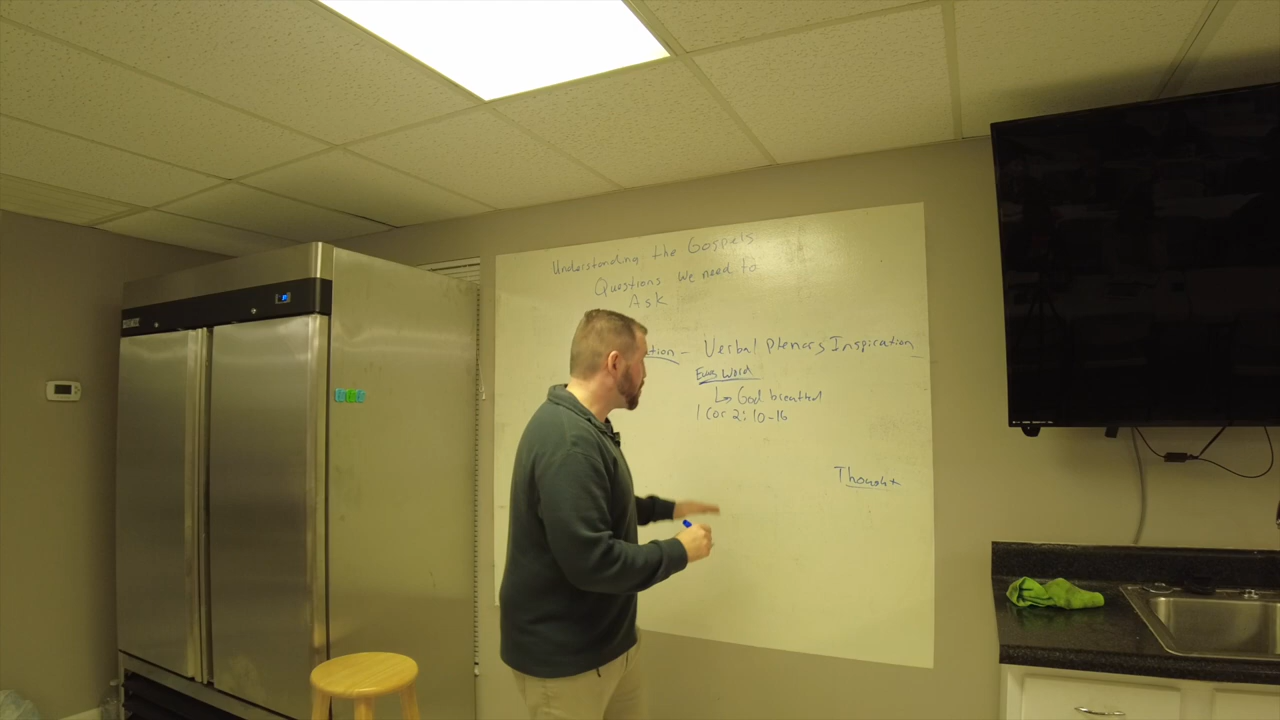 Understanding the Gospels
Questions we need to
Ask
ation - Verbal Plenary Inspiration
Every Word
↳ God breathed
1 Cor 2:10-16
Thought